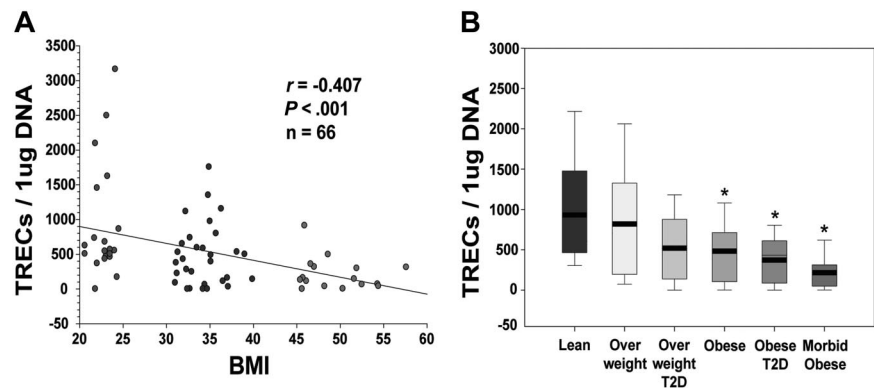 A
TRECs / 1ug DNA
3500
3000
2500
2000
1500
1000
500
0
-50
r = -0.407
P < .001
n = 66
20 25 30 35 40 45 50 55 60
BMI
B
TRECs / 1ug DNA
3000
2000
1500
1000
500
0
-50
*
*
*
Lean
Over
weight
Over
weight
T2D
Obese
Obese
T2D
Morbid
Obese